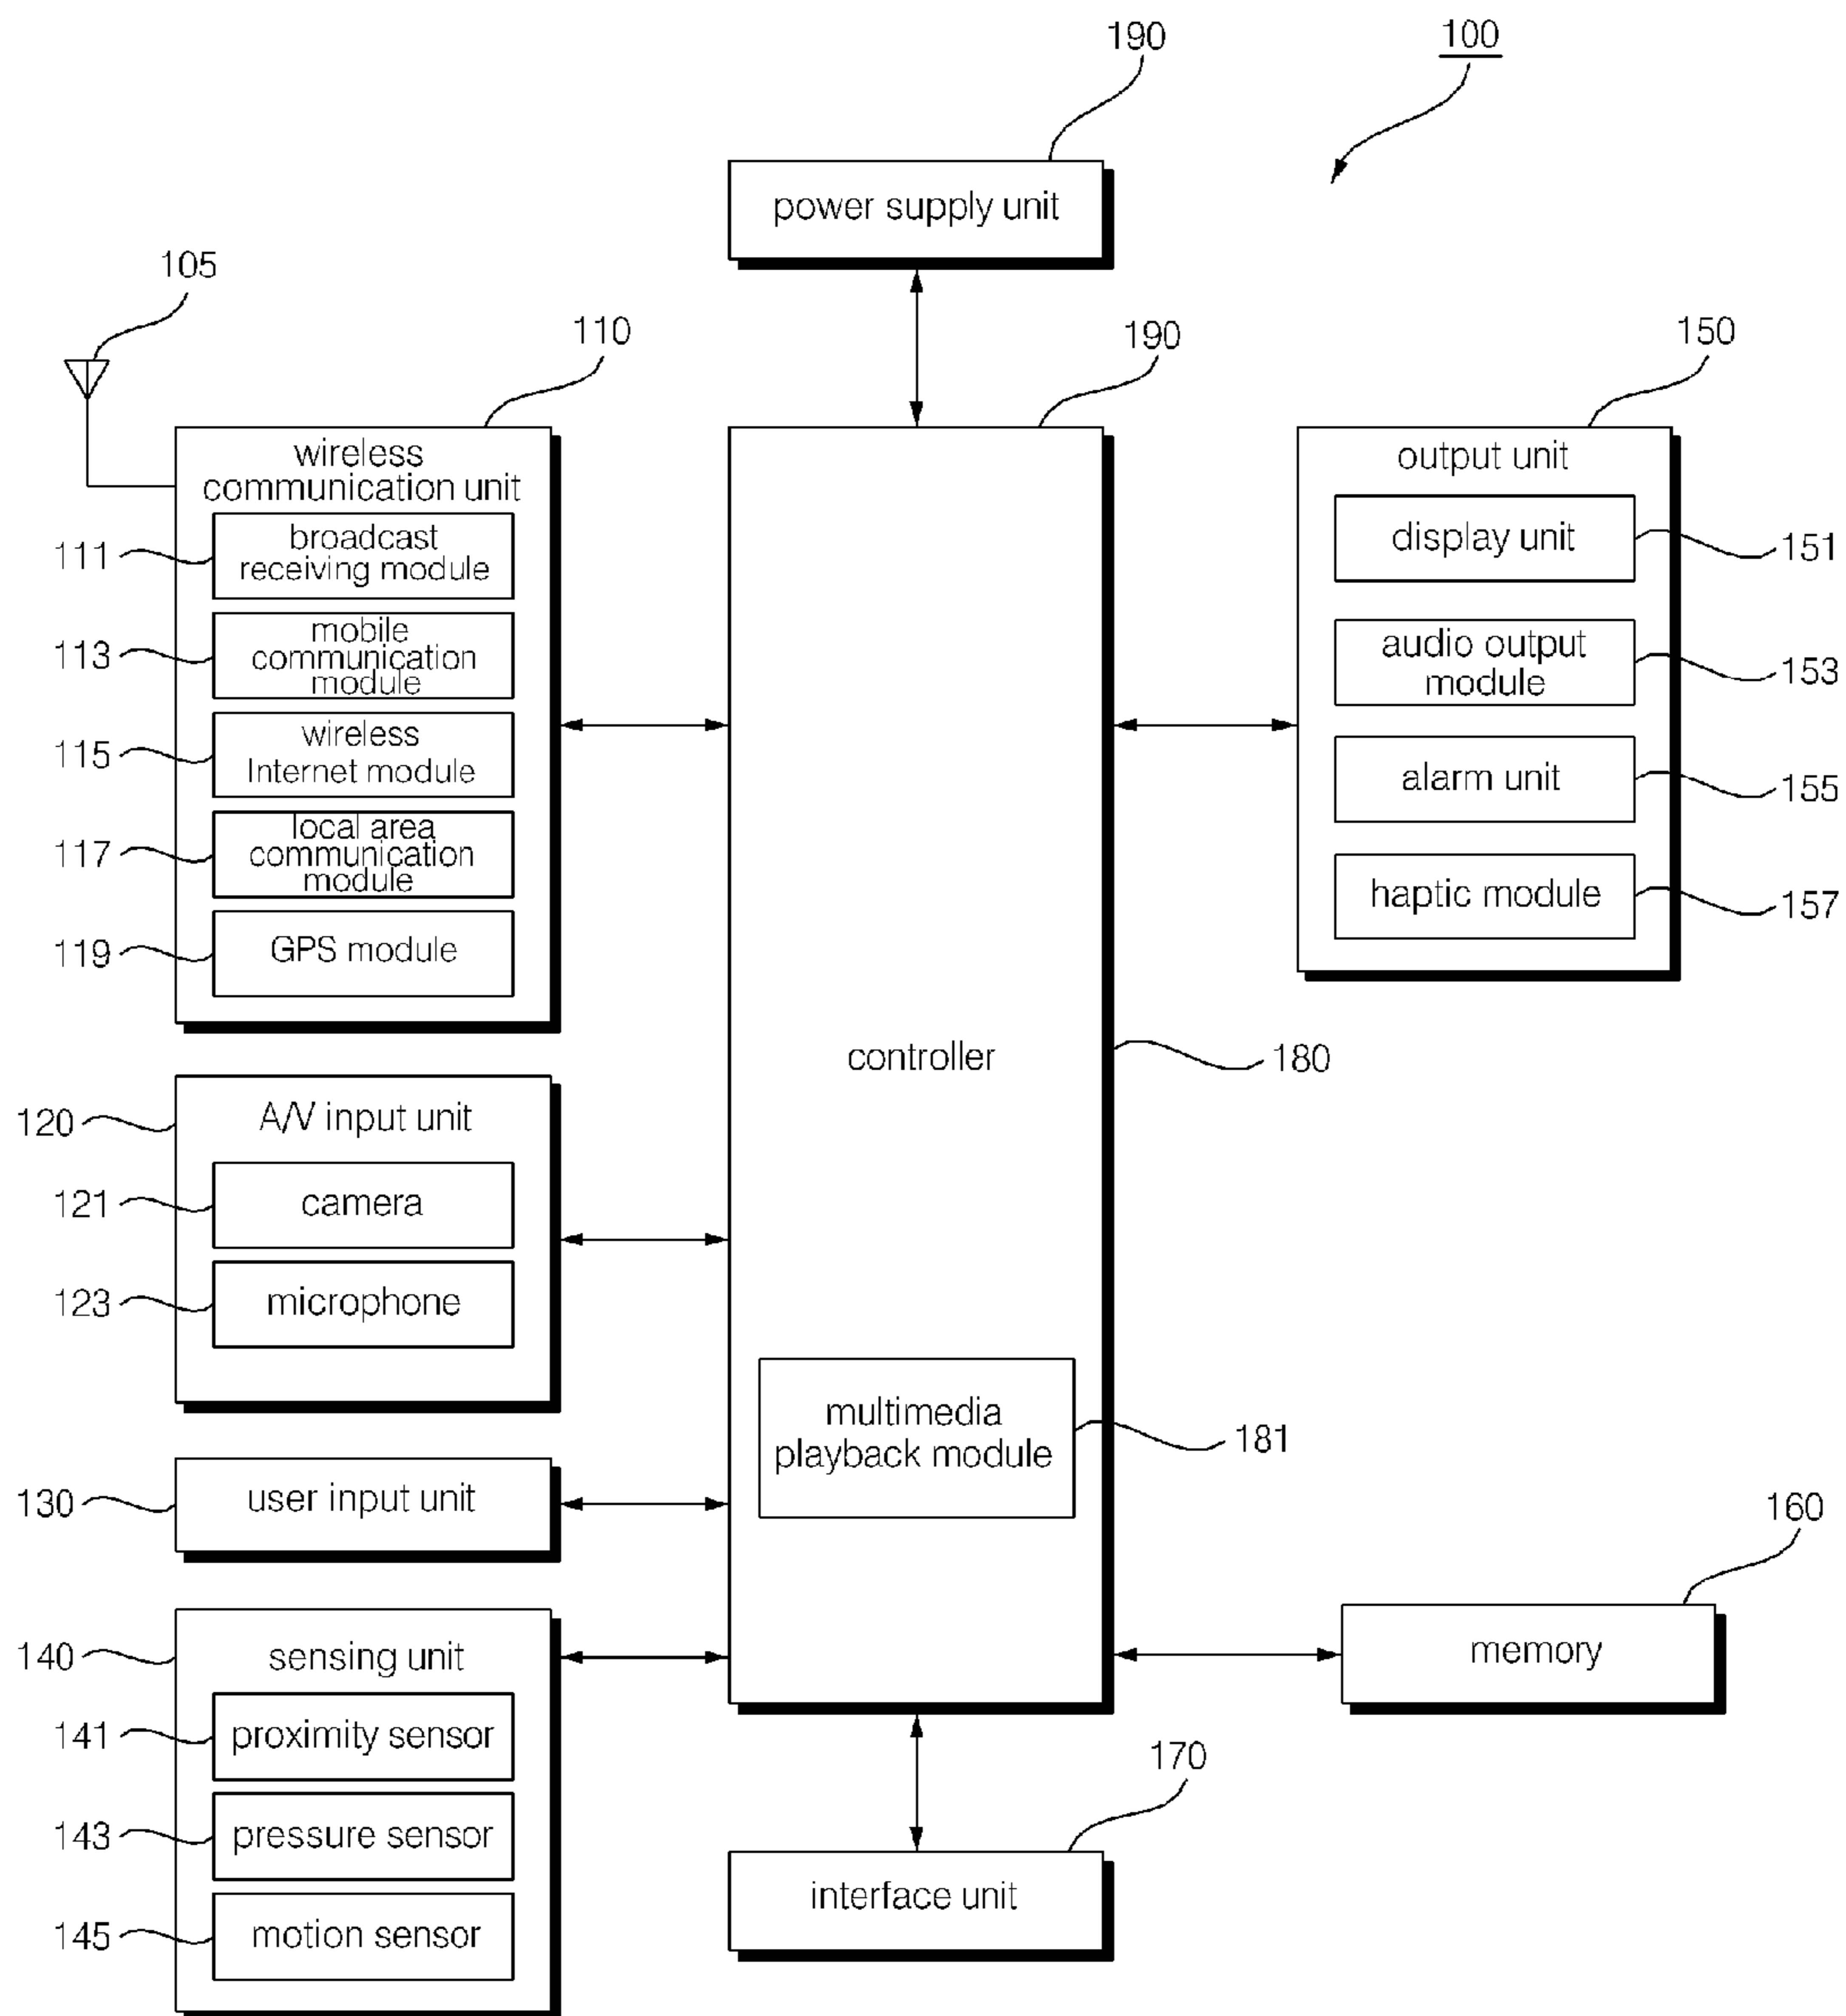 190
100
power supply unit
105
110
190
150
wireless
communication unit
111
broadcast
receiving module
113
mobile
communication
module
115
wireless
Internet module
117
local area
communication
module
119
GPS module
output unit
display unit
151
audio output
module
153
alarm unit
155
haptic module
157
controller
180
120
A/V input unit
121
camera
123
microphone
multimedia
playback module
181
130
user input unit
160
memory
140
sensing unit
141
proximity sensor
143
pressure sensor
145
motion sensor
170
interface unit